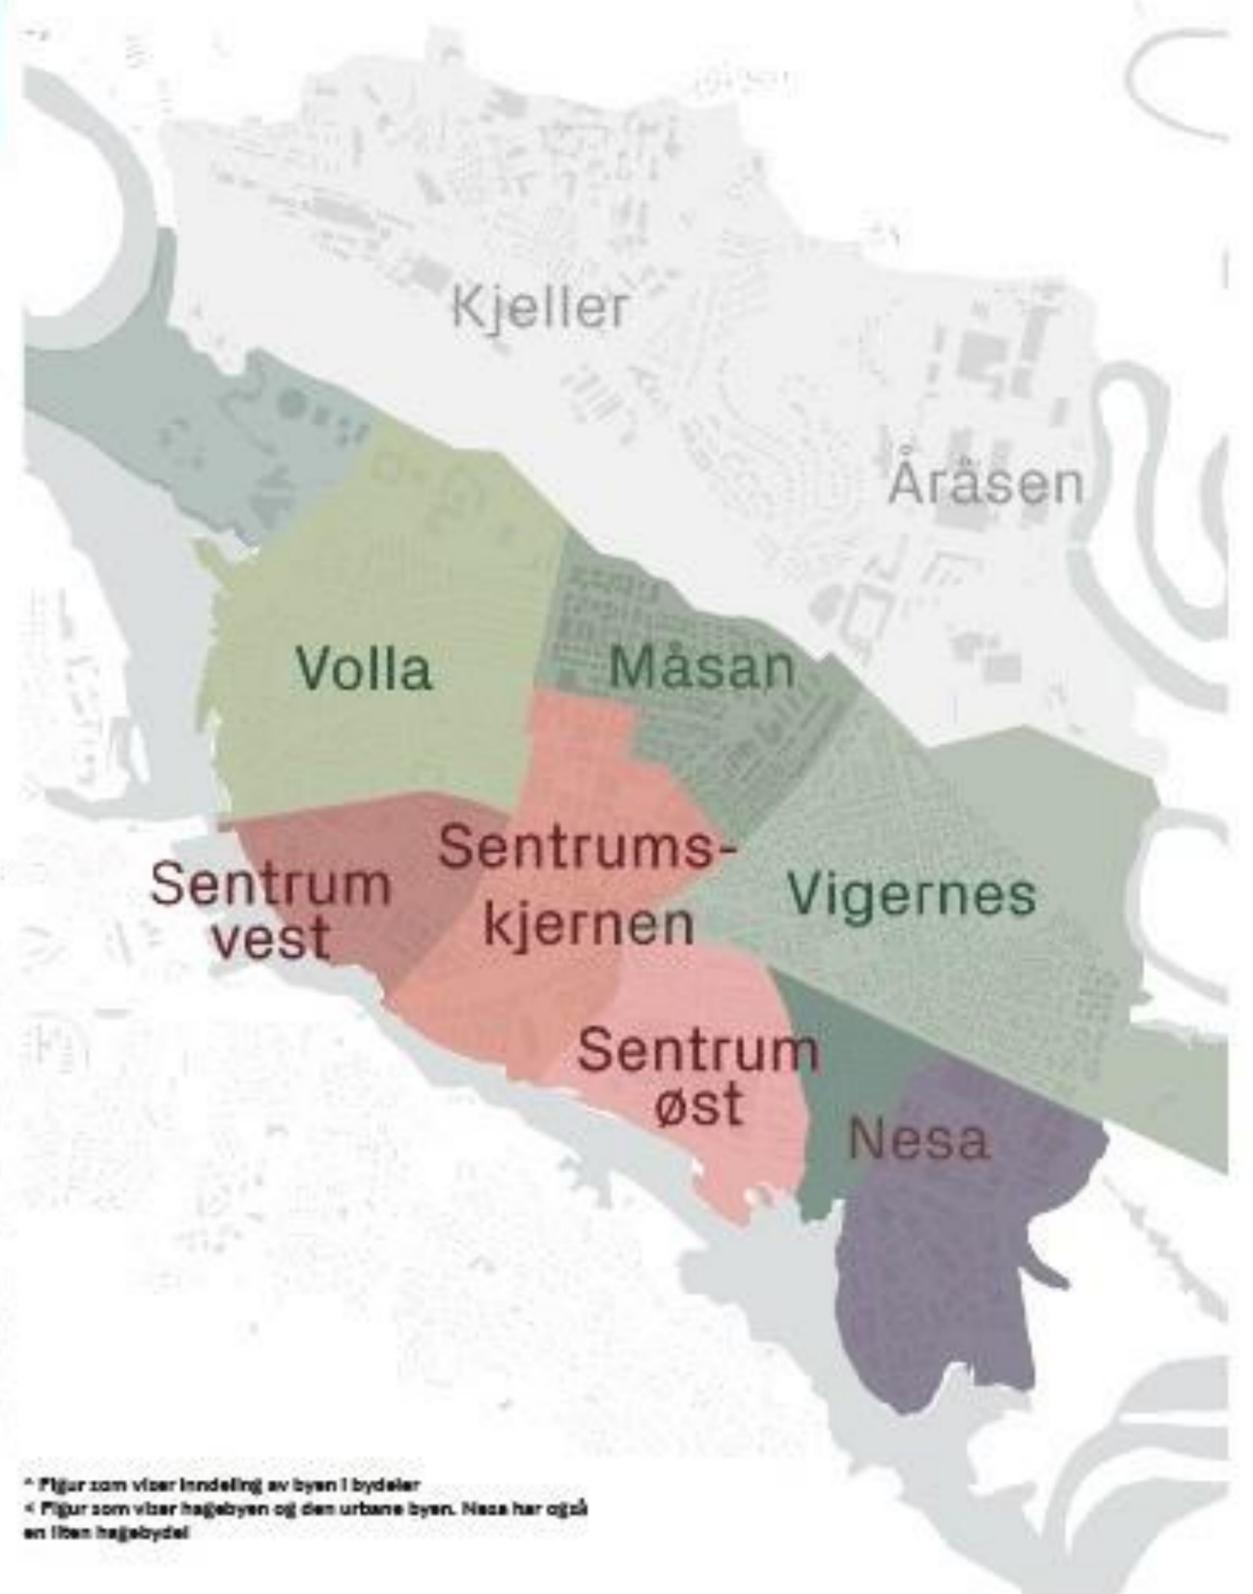 Kjeller
Åråsen
Volla
Måsan
Sentrums-
kjernen
Sentrum
vest
Vigernes
Sentrum
øst
Nesa
^ Figur som viser inndeling av byen i bydeler
< Figur som viser hagebyen og den urbane byen. Nesa har også
en liten hagebydel